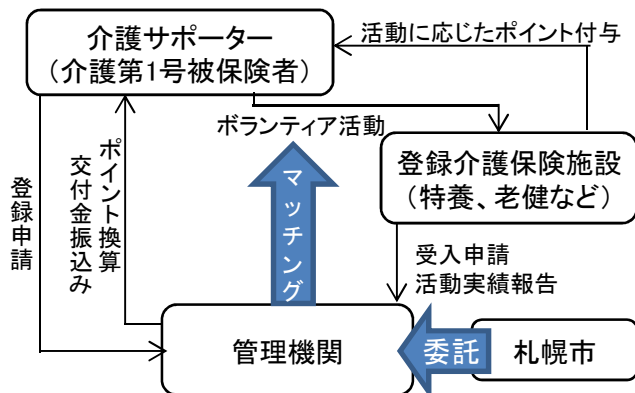 介護サポーター
（介護第1号被保険者）
活動に応じたポイント付与
ボランティア活動
登録介護保険施設
（特養、老健など）
登録申請
ポイント換算
交付金振込み
マッチング
受入申請
活動実績報告
管理機関
委託
札幌市